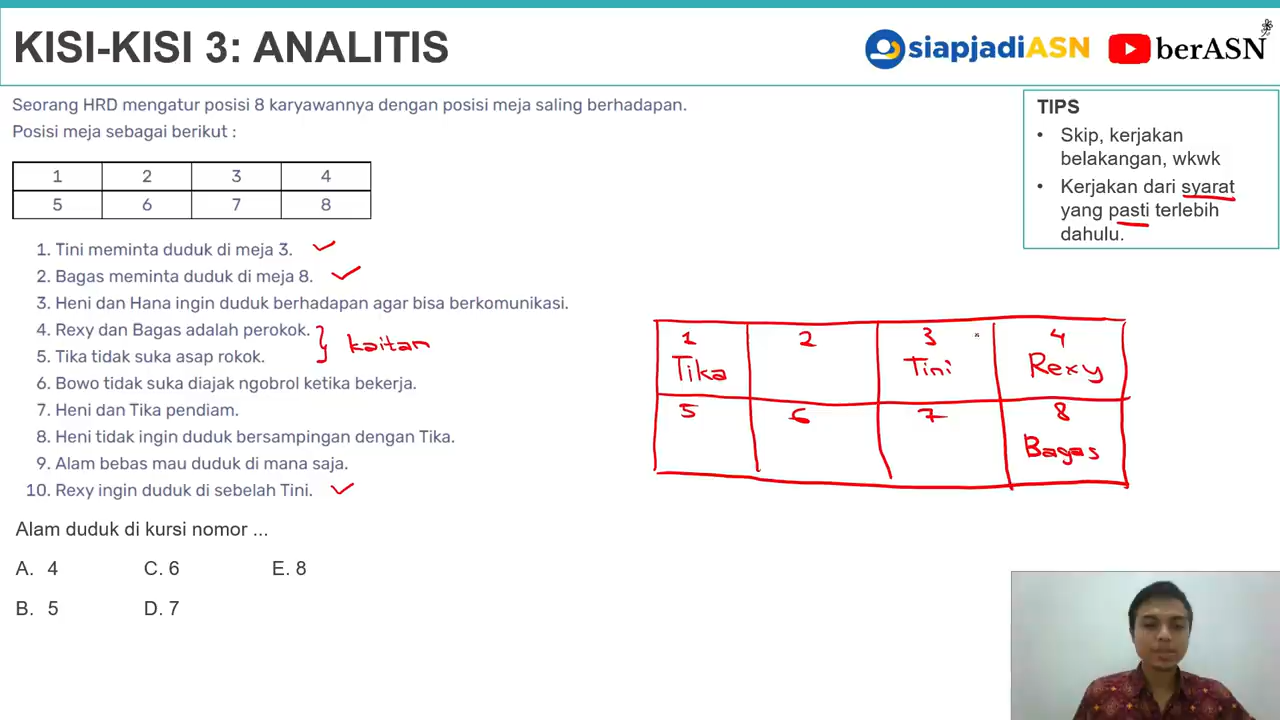 KISI-KISI 3: ANALITIS
siapjadiASN
berASN
Seorang HRD mengatur posisi 8 karyawannya dengan posisi meja saling berhadapan.
Posisi meja sebagai berikut :
1 2 3 4
5 6 7 8
1. Tini meminta duduk di meja 3.
2. Bagas meminta duduk di meja 8.
3. Heni dan Hana ingin duduk berhadapan agar bisa berkomunikasi.
4. Rexy dan Bagas adalah perokok.
5. Tika tidak suka asap rokok.
kaitan
6. Bowo tidak suka diajak ngobrol ketika bekerja.
7. Heni dan Tika pendiam.
8. Heni tidak ingin duduk bersampingan dengan Tika.
9. Alam bebas mau duduk di mana saja.
10. Rexy ingin duduk di sebelah Tini.
Alam duduk di kursi nomor ...
A. 4 C. 6 E. 8
B. 5 D. 7
TIPS
• Skip, kerjakan
belakangan, wkwk
• Kerjakan dari syarat
yang pasti terlebih
dahulu.
1 2 3 4
Tika Tini Rexy
5 6 7 8
Bagas